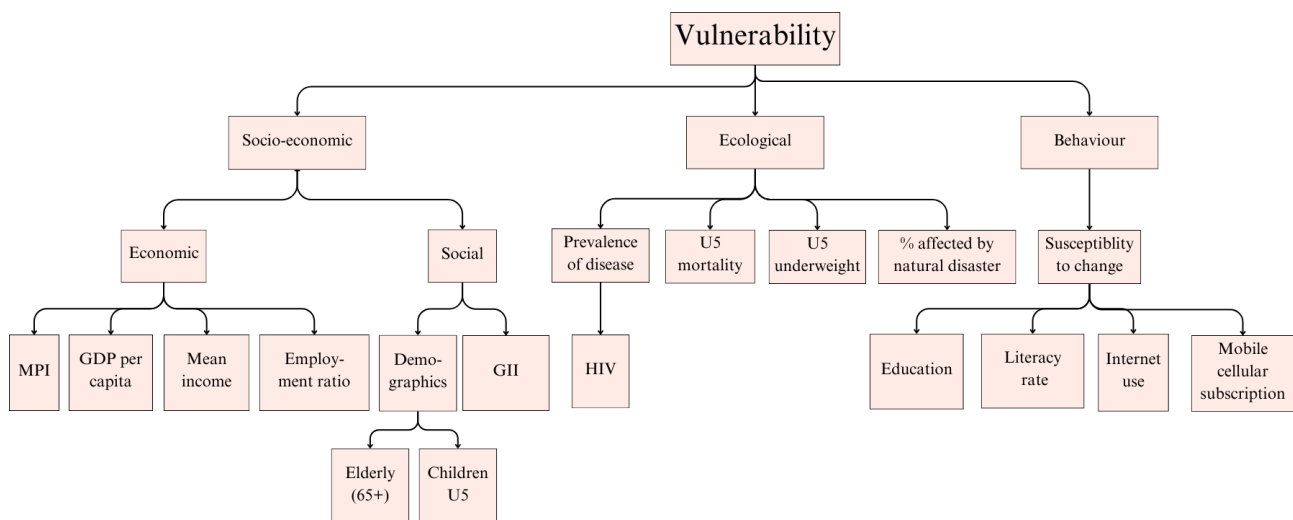 Vulnerability
Socio-economic
Ecological
Behaviour
Economic
Social
Prevalence
of disease
U5
mortality
U5
underweight
% affected by
natural disaster
Susceptiblity
to change
MPI
GDP per
capita
Mean
income
Employ-
ment ratio
Demo-
graphics
GII
HIV
Education
Literacy
rate
Internet
use
Mobile
cellular
subscription
Elderly
(65+)
Children
U5